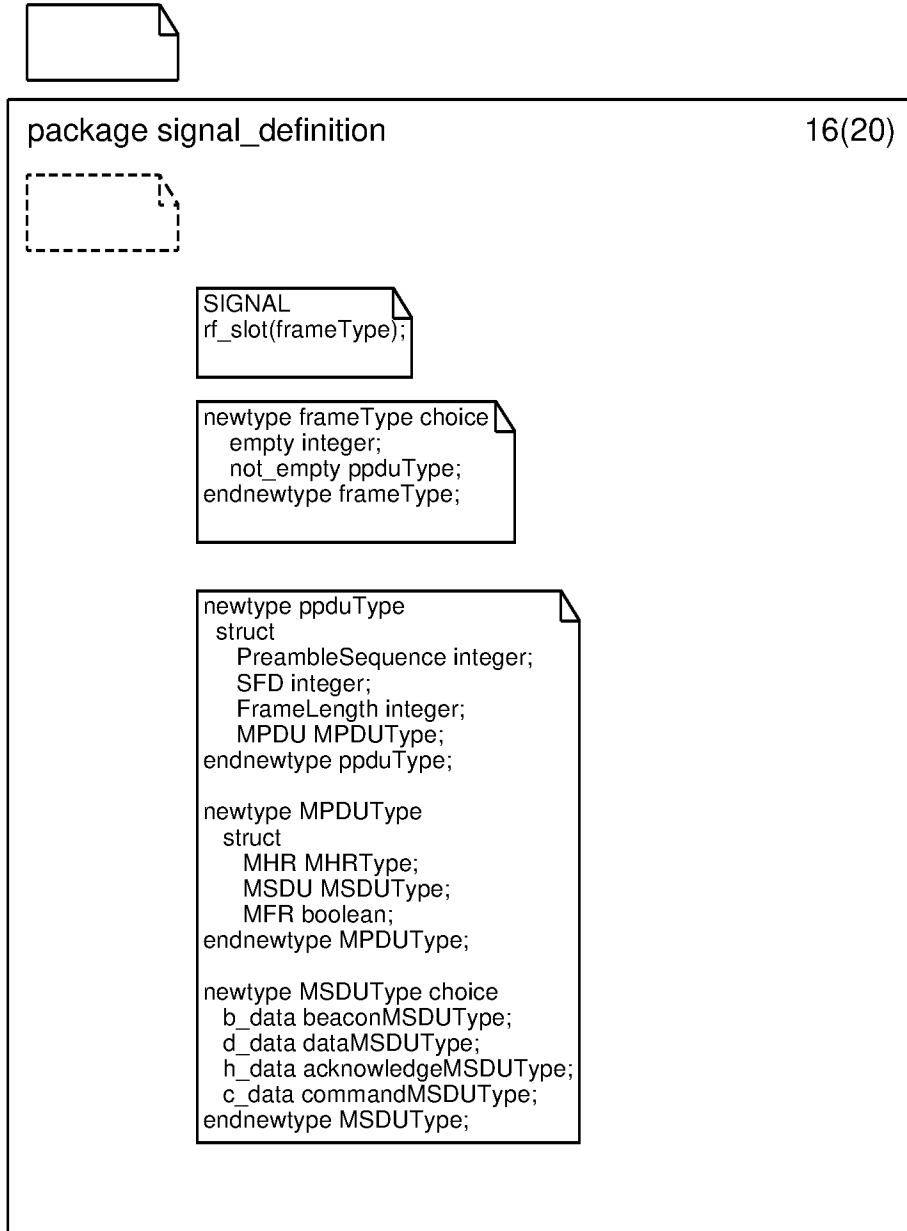 package signal_definition 16(20)
SIGNAL
rf_slot(frameType);
newtype frameType choice
empty integer;
not_empty ppduType;
endnewtype frameType;
newtype ppduType
struct
PreambleSequence integer;
SFD integer;
FrameLength integer;
MPDU MPDUType;
endnewtype ppduType;
newtype MPDUType
struct
MHR MHRType;
MSDU MSDUType;
MFR boolean;
endnewtype MPDUType;
newtype MSDUType choice
b_data beaconMSDUType;
d_data dataMSDUType;
h_data acknowledgeMSDUType;
c_data commandMSDUType;
endnewtype MSDUType;